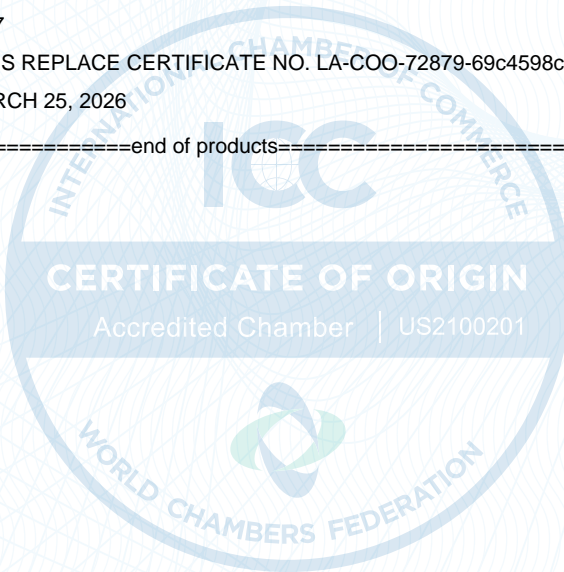 7
S REPLACE CERTIFICATE NO. LA-COO-72879-69c4598c
RCH 25, 2026
===========end of products=======================
INTERNATIONAL CHAMBER OF COMMERCE
ICC
CERTIFICATE OF ORIGIN
Accredited Chamber | US2100201
WORLD CHAMBERS FEDERATION